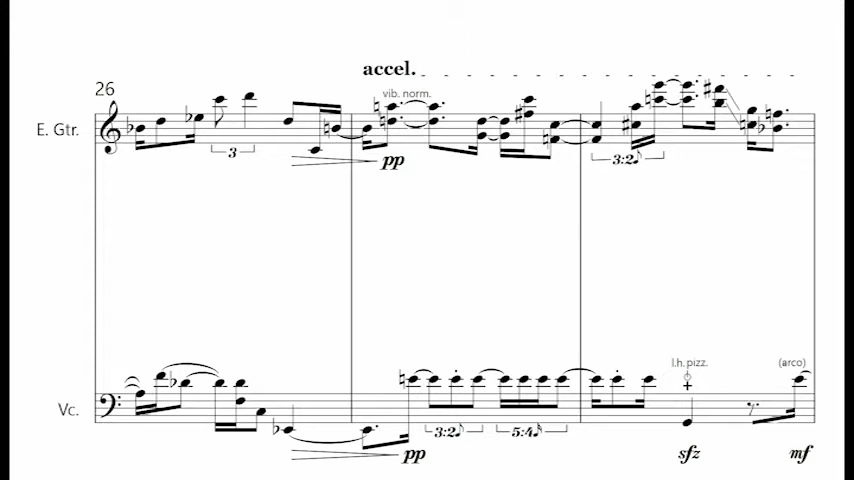 accel.
26
vib. norm.
E. Gtr.
3
pp
3:2
l.h. pizz.
(arco)
Vc.
3:2
5:4
pp
sfz
mf